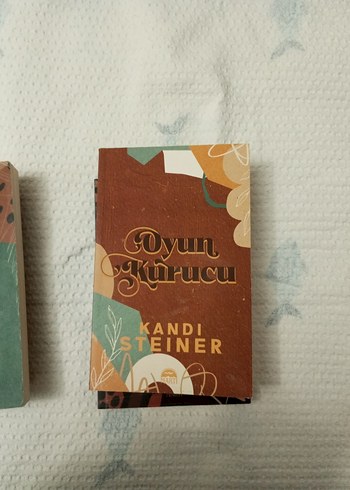 Oyun
Kurucu
KANDI
STEINER